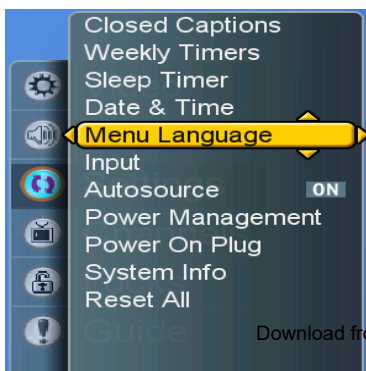 Closed Captions
Weekly Timers
Sleep Timer
Date & Time
Menu Language
Input
Autosource ON
Power Management
Power On Plug
System Info
Reset All
Guide
Download fro